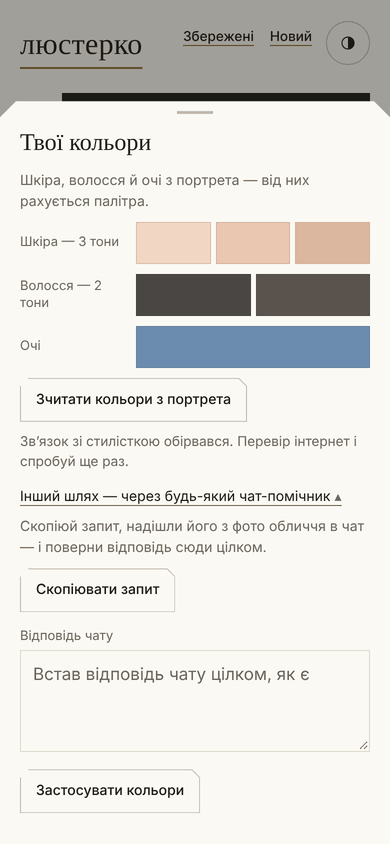 люстерко
Збережені
Новий
Твої кольори
Шкіра, волосся й очі з портрета — від них
рахується палітра.
Шкіра — 3 тони
Волосся — 2
тони
Очі
Зчитати кольори з портрета
Зв’язок зі стилісткою обірвався. Перевір інтернет і
спробуй ще раз.
Інший шлях — через будь-який чат-помічник ▴
Скопіюй запит, надішли його з фото обличчя в чат
— і поверни відповідь сюди цілком.
Скопіювати запит
Відповідь чату
Встав відповідь чату цілком, як є
Застосувати кольори